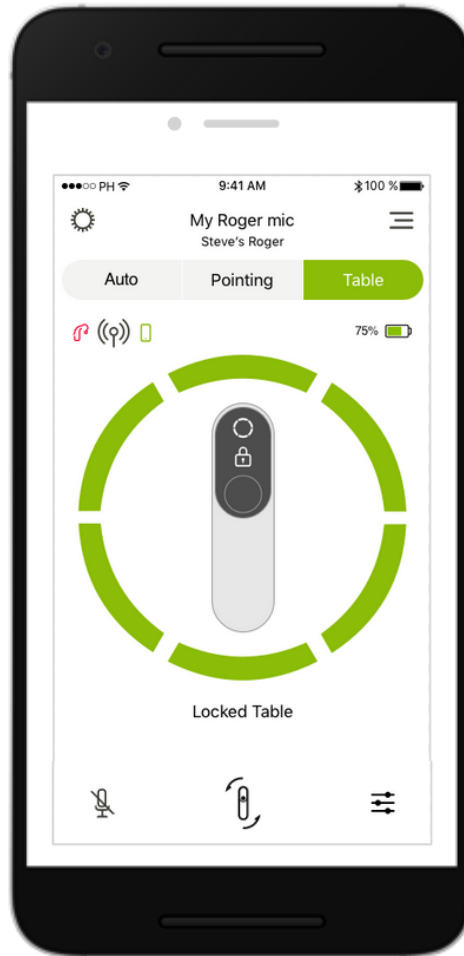 PH 9:41 AM 100 %
My Roger mic
Steve's Roger
Auto Pointing Table
75%
Locked Table